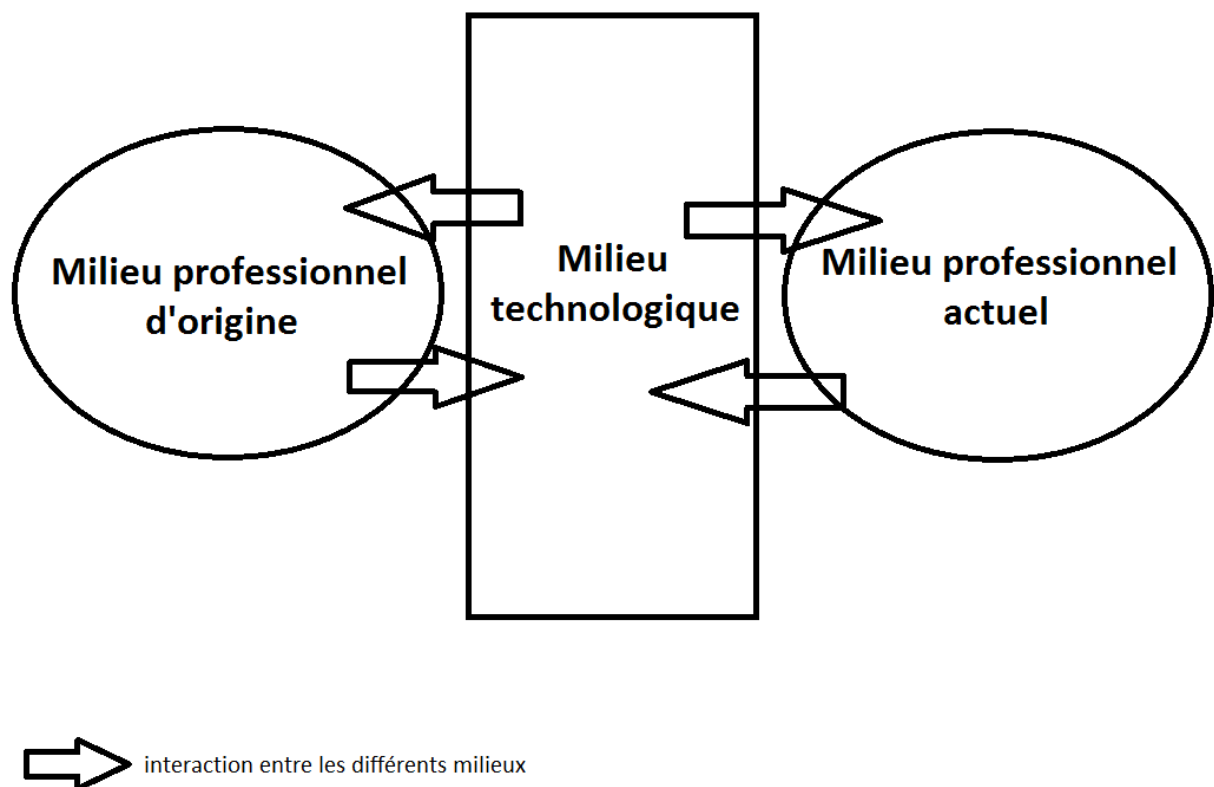 Milieu professionnel
d'origine
Milieu
technologique
Milieu professionnel
actuel
interaction entre les différents milieux